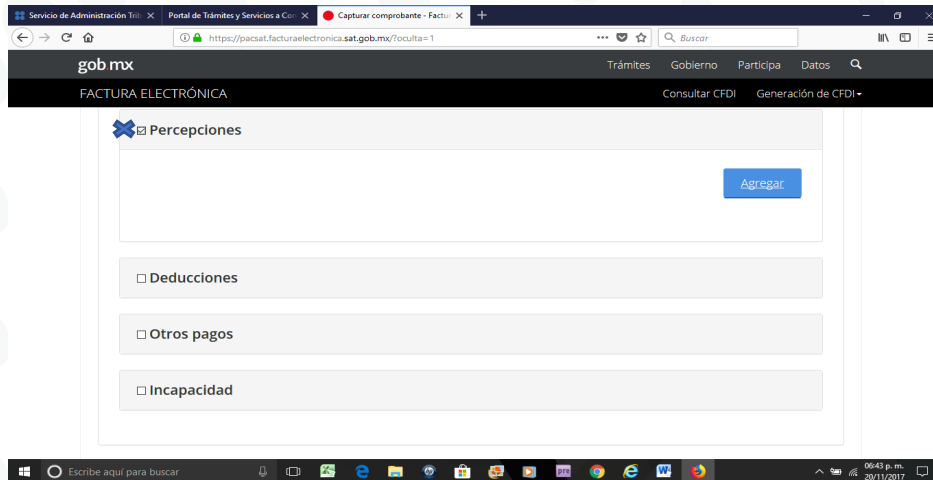 Servicio de Administración Trib
Portal de Trámites y Servicios a Con
Capturar comprobante - Factur
https://pacsat.facturaelectronica.sat.gob.mx/?oculta=1
Buscar
gob mx
Trámites Gobierno Participa Datos
FACTURA ELECTRÓNICA
Consultar CFDI Generación de CFDI
Percepciones
Agregar
Deducciones
Otros pagos
Incapacidad
Escribe aquí para buscar
pre
06:43 p. m.
20/11/2017